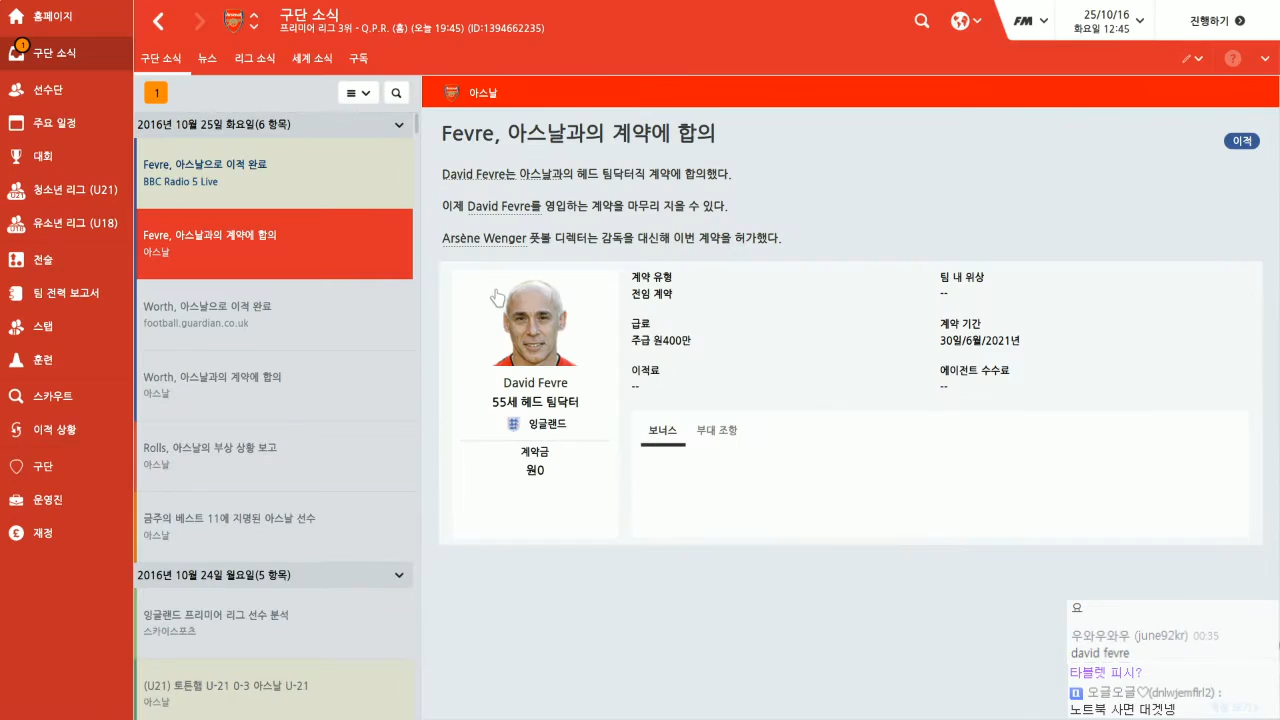 홈페이지
1
구단 소식
선수단
주요 일정
대회
청소년 리그 (U21)
유소년 리그 (U18)
전술
팀 전력 보고서
스탭
훈련
스카우트
이적 상황
구단
운영진
재정
구단 소식
프리미어 리그 3위 - Q.P.R. (홈) (오늘 19:45) (ID:1394662235)
FM
25/10/16
화요일 12:45
진행하기
구단 소식 뉴스 리그 소식 세계 소식 구독
1
2016년 10월 25일 화요일(6 항목)
Fevre, 아스날으로 이적 완료
BBC Radio 5 Live
Fevre, 아스날과의 계약에 합의
아스날
Worth, 아스날으로 이적 완료
football.guardian.co.uk
Worth, 아스날과의 계약에 합의
아스날
Rolls, 아스날의 부상 상황 보고
아스날
금주의 베스트 11에 지명된 아스날 선수
아스날
2016년 10월 24일 월요일(5 항목)
잉글랜드 프리미어 리그 선수 분석
스카이스포츠
(U21) 토튼햄 U-21 0-3 아스날 U-21
아스날
아스날
Fevre, 아스날과의 계약에 합의
이적
David Fevre는 아스날과의 헤드 팀닥터직 계약에 합의했다.
이제 David Fevre를 영입하는 계약을 마무리 지을 수 있다.
Arsène Wenger 풋볼 디렉터는 감독을 대신해 이번 계약을 허가했다.
David Fevre
55세 헤드 팀닥터
잉글랜드
계약금
원0
계약 유형
전임 계약
팀 내 위상
--
급료
주급 원400만
계약 기간
30일/6월/2021년
이적료
--
에이전트 수수료
--
보너스 부대 조항
요
우와우와우 (june92kr) 00:35
david fevre
타블렛 피시?
오글오글♡(dnlwjemflrl2) :
노트북 사면 대겟넹